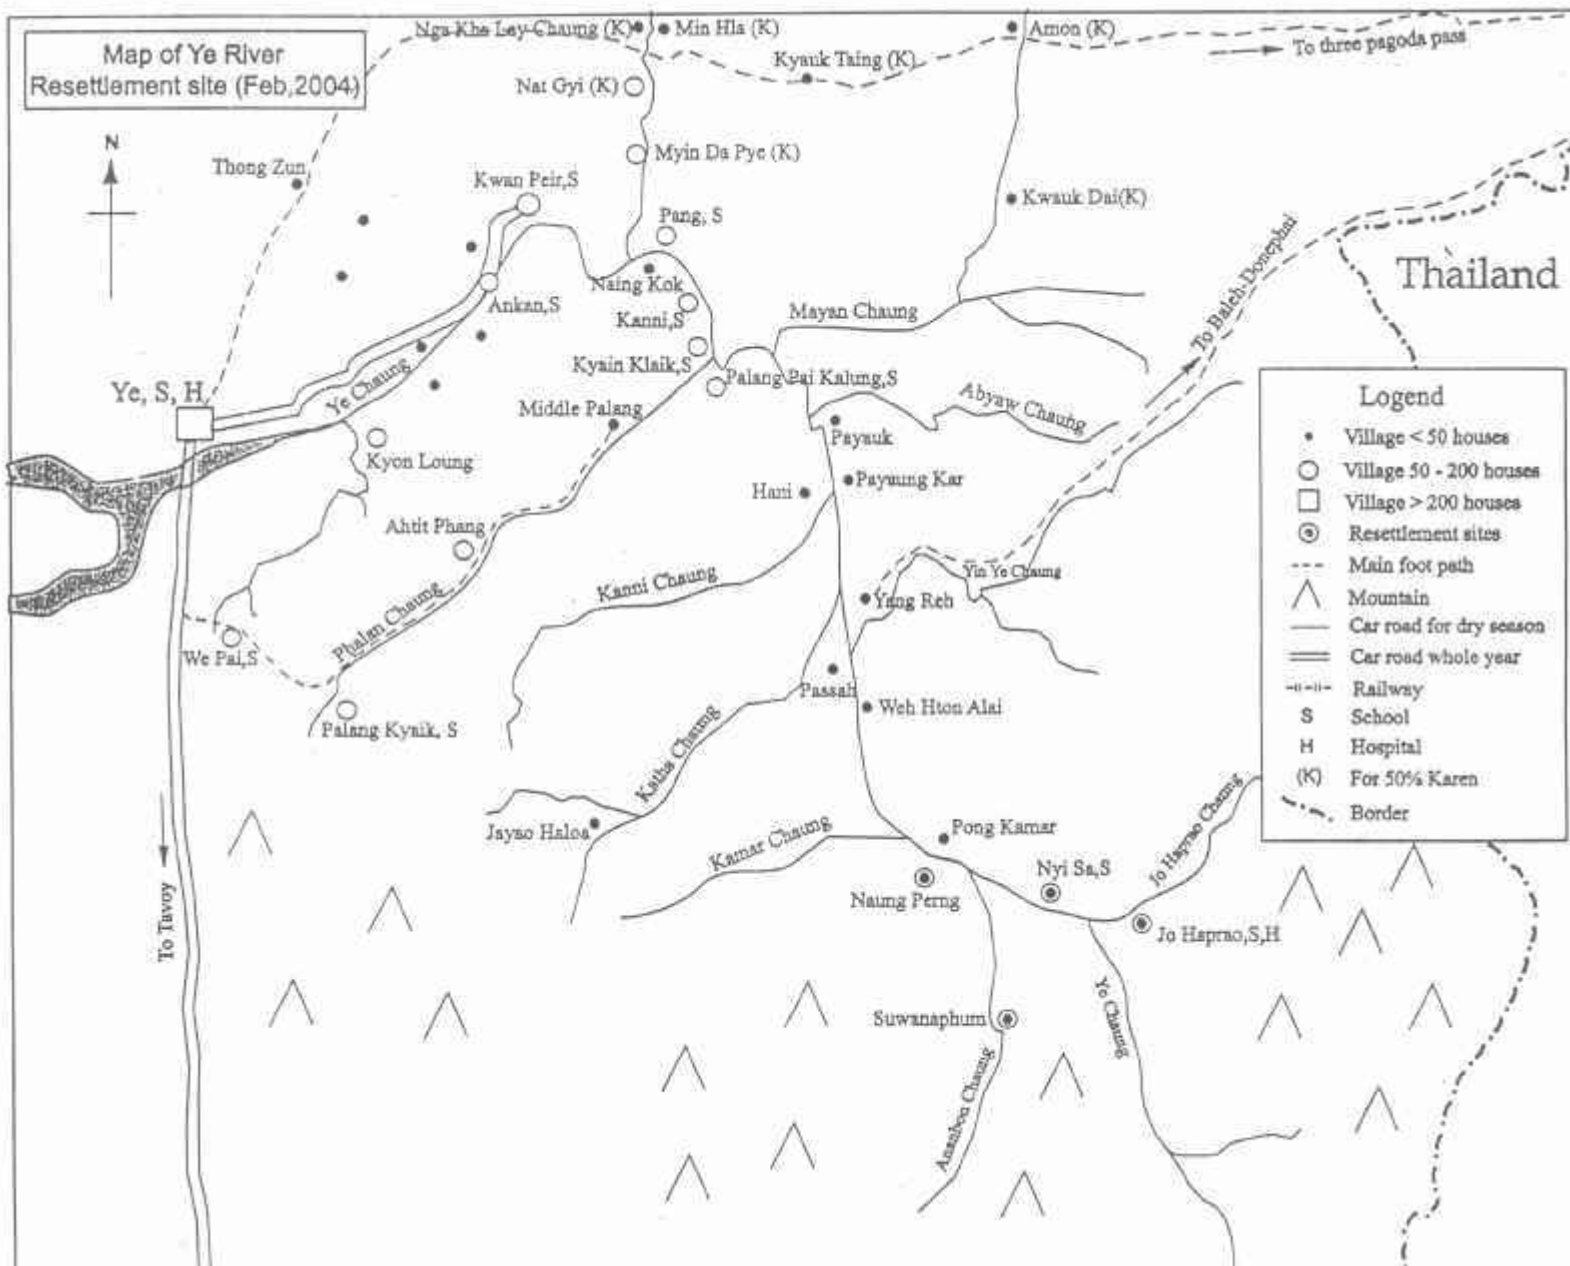 Map of Ye River
Resettlement site (Feb,2004)
N
Nga Khe Ley Chaung (K)
Min Hla (K)
Amon (K)
To three pagoda pass
Kyauk Taing (K)
Nat Gyi (K)
Myin Da Pye (K)
Thong Zun
Kwan Peir,S
Kwauk Dai(K)
Pang, S
To Baleh-Donephai
Thailand
Naing Kok
Ankan,S
Kanni,S
Mayan Chaung
Kyain Klaik,S
Ye Chaung
Palang Pai Kalung,S
Ye, S, H
Abyaw Chaung
Middle Palang
Payauk
Kyon Loung
Hani
Payaung Kar
Ahtit Phang
Kanni Chaung
Yin Ye Chaung
Yang Reh
Phalan Chaung
We Pai,S
Passah
Weh Hton Alai
Palang Kyaik, S
Katha Chaung
Jayao Haloa
Kamar Chaung
Pong Kamar
Jo Haprao Chaung
Nyi Sa,S
Naung Perng
Jo Haprao,S,H
To Tavoy
Suwanaphum
Ye Chaung
Ananbon Chaung
Legend
Village < 50 houses
Village 50 - 200 houses
Village > 200 houses
Resettlement sites
Main foot path
Mountain
Car road for dry season
Car road whole year
Railway
S School
H Hospital
(K) For 50% Karen
Border